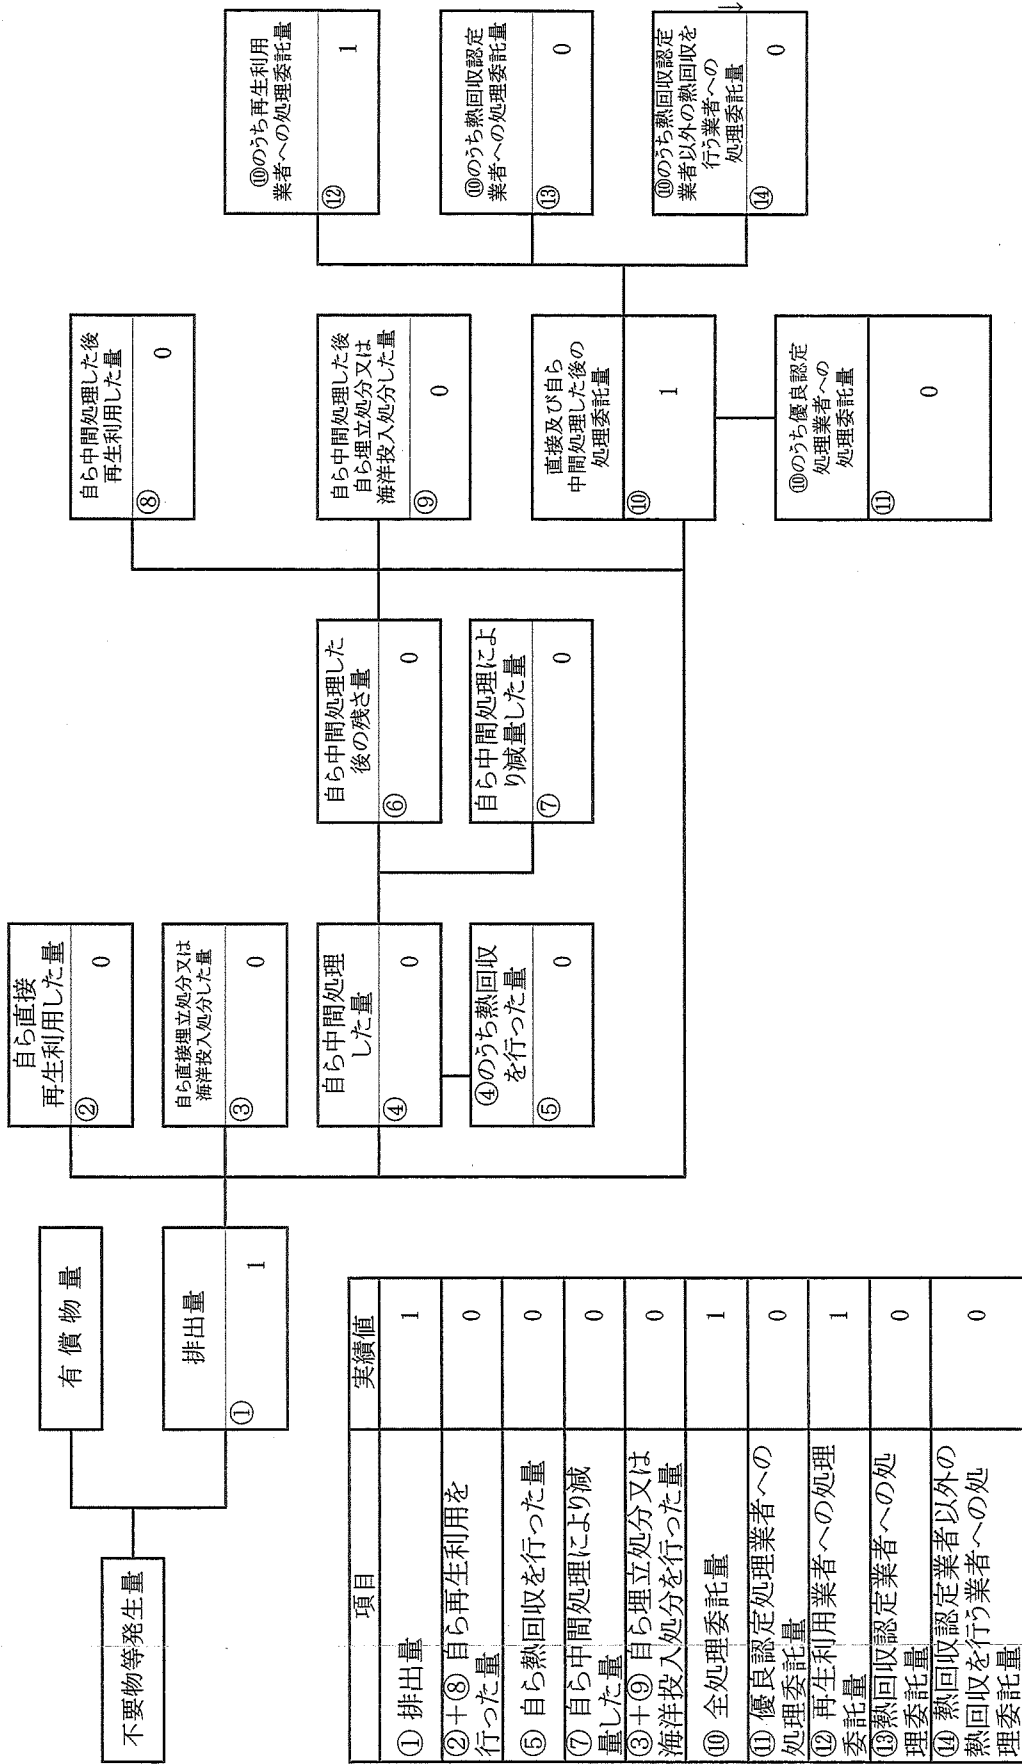 不要物等発生量
有償物量
排出量
① 1
自ら直接
再生利用した量
② 0
自ら直接埋立処分又は
海洋投入処分した量
③ 0
自ら中間処理
した量
④ 0
④のうち熱回収
を行った量
⑤ 0
自ら中間処理した
後の残さ量
⑥ 0
自ら中間処理によ
り減量した量
⑦ 0
自ら中間処理した後
再生利用した量
⑧ 0
自ら中間処理した後
自ら埋立処分又は
海洋投入処分した量
⑨ 0
直接及び自ら
中間処理した後の
処理委託量
⑩ 1
⑩のうち優良認定
処理業者への
処理委託量
⑪ 0
⑩のうち再生利用
業者への処理委託量
⑫ 1
⑩のうち熱回収認定
業者への処理委託量
⑬ 0
⑩のうち熱回収認定
業者以外の熱回収を
行う業者への
処理委託量
⑭ 0
項目 実績値
① 排出量 1
②+⑧ 自ら再生利用を
行った量 0
⑤ 自ら熱回収を行った量 0
⑦ 自ら中間処理により減
量した量 0
③+⑨ 自ら埋立処分又は
海洋投入処分を行った量 0
⑩ 全処理委託量 1
⑪ 優良認定処理業者への
処理委託量 0
⑫ 再生利用業者への処理
委託量 1
⑬熱回収認定業者への処
理委託量 0
⑭ 熱回収認定業者以外の
熱回収を行う業者への処
理委託量 0